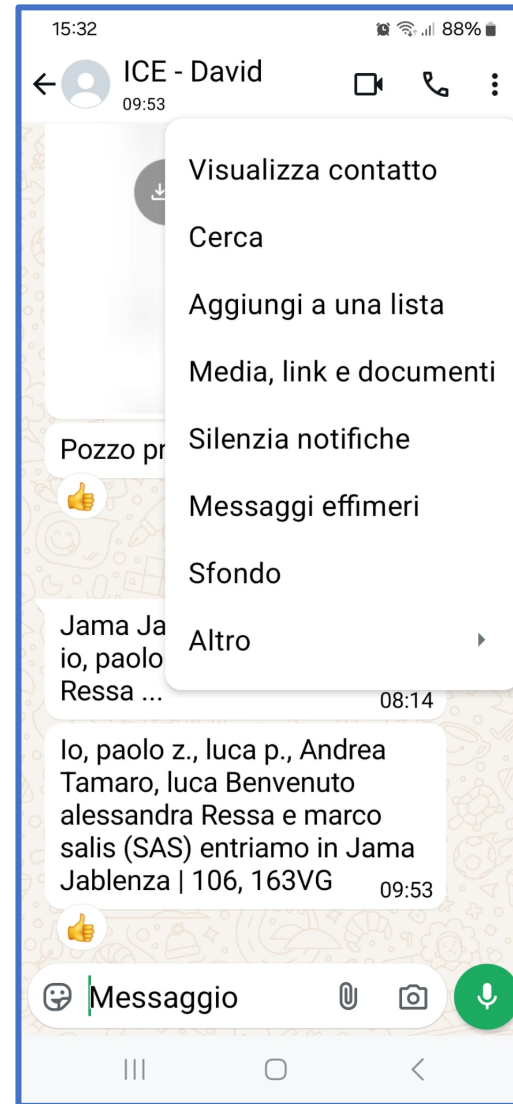 15:32 88%
ICE - David
09:53
Visualizza contatto
Cerca
Aggiungi a una lista
Media, link e documenti
Silenzia notifiche
Messaggi effimeri
Sfondo
Altro
Pozzo
Jama
io, paolo
Ressa ... 08:14
Io, paolo z., luca p., Andrea
Tamaro, luca Benvenuto
alessandra Ressa e marco
salis (SAS) entriamo in Jama
Jablenza | 106, 163VG 09:53
Messaggio